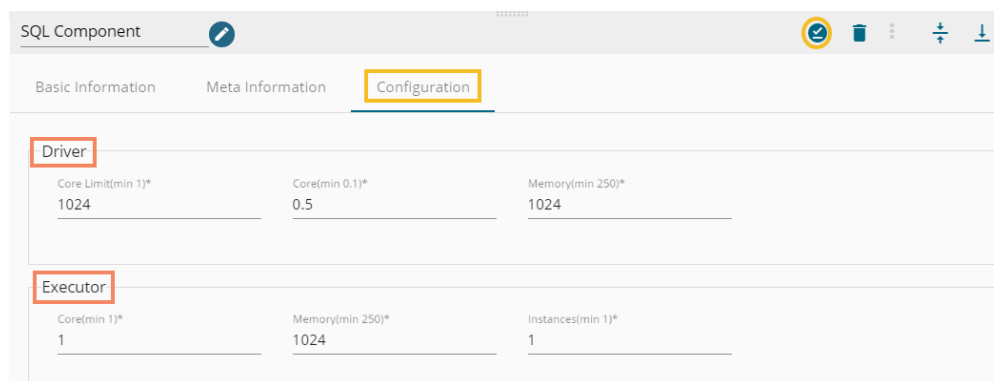 SQL Component
Basic Information Meta Information Configuration
Driver
Core Limit(min 1)* Core(min 0.1)* Memory(min 250)*
1024 0.5 1024
Executor
Core(min 1)* Memory(min 250)* Instances(min 1)*
1 1024 1